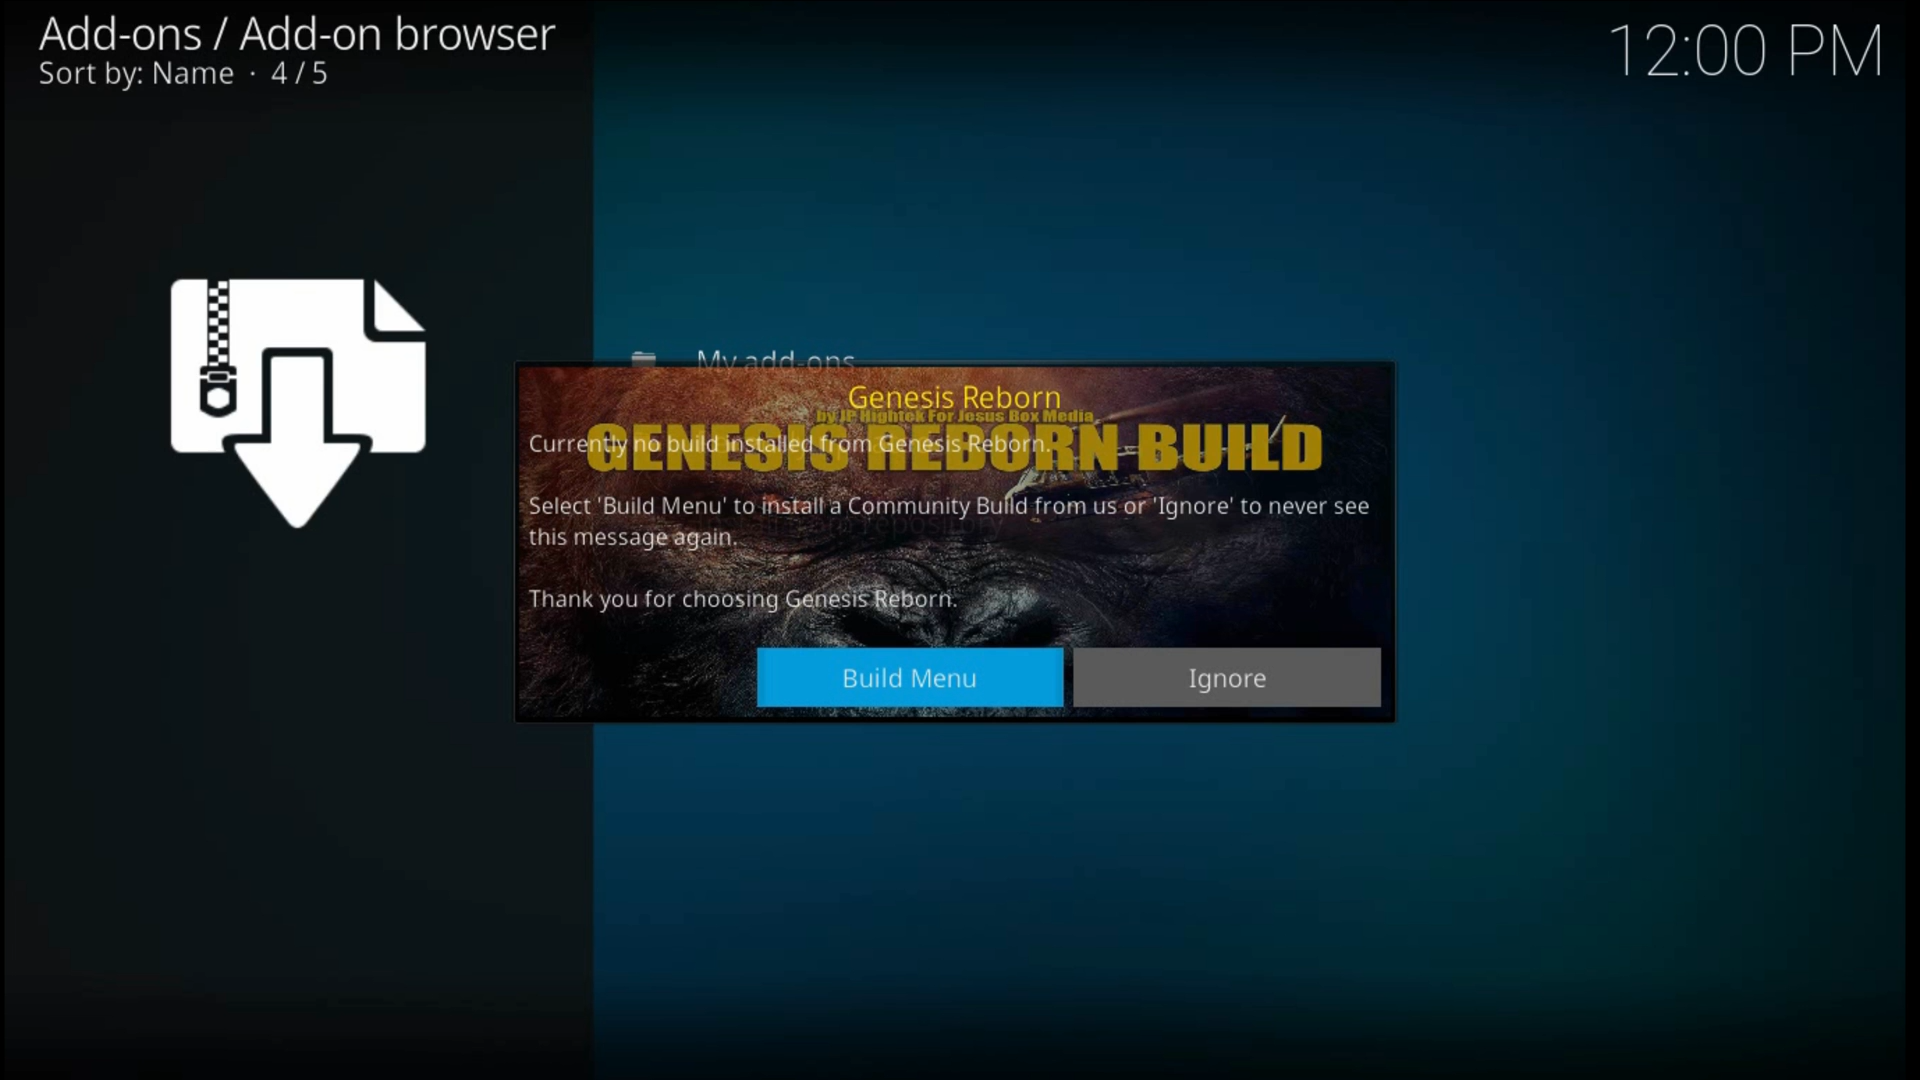 Add-ons / Add-on browser
Sort by: Name · 4 / 5
12:00 PM
My add-ons
Genesis Reborn
by JP Hightek For Jesus Box Media
GENESIS REBORN BUILD
Currently no build installed from Genesis Reborn.
Select 'Build Menu' to install a Community Build from us or 'Ignore' to never see
this message again.
Install from repository
Thank you for choosing Genesis Reborn.
Build Menu
Ignore